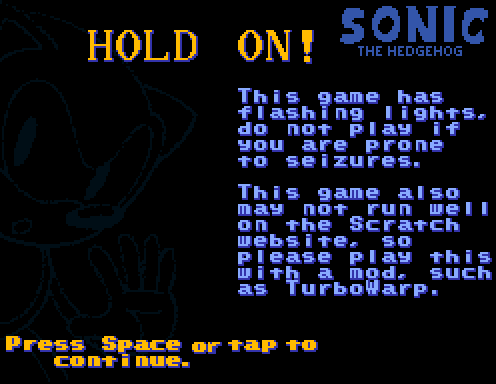 HOLD ON!
SONIC
THE HEDGEHOG
This game has
flashing lights,
do not play if
you are prone
to seizures.
This game also
may not run well
on the Scratch
website, so
please play this
with a mod, such
as TurboWarp.
Press Space or tap to
continue.